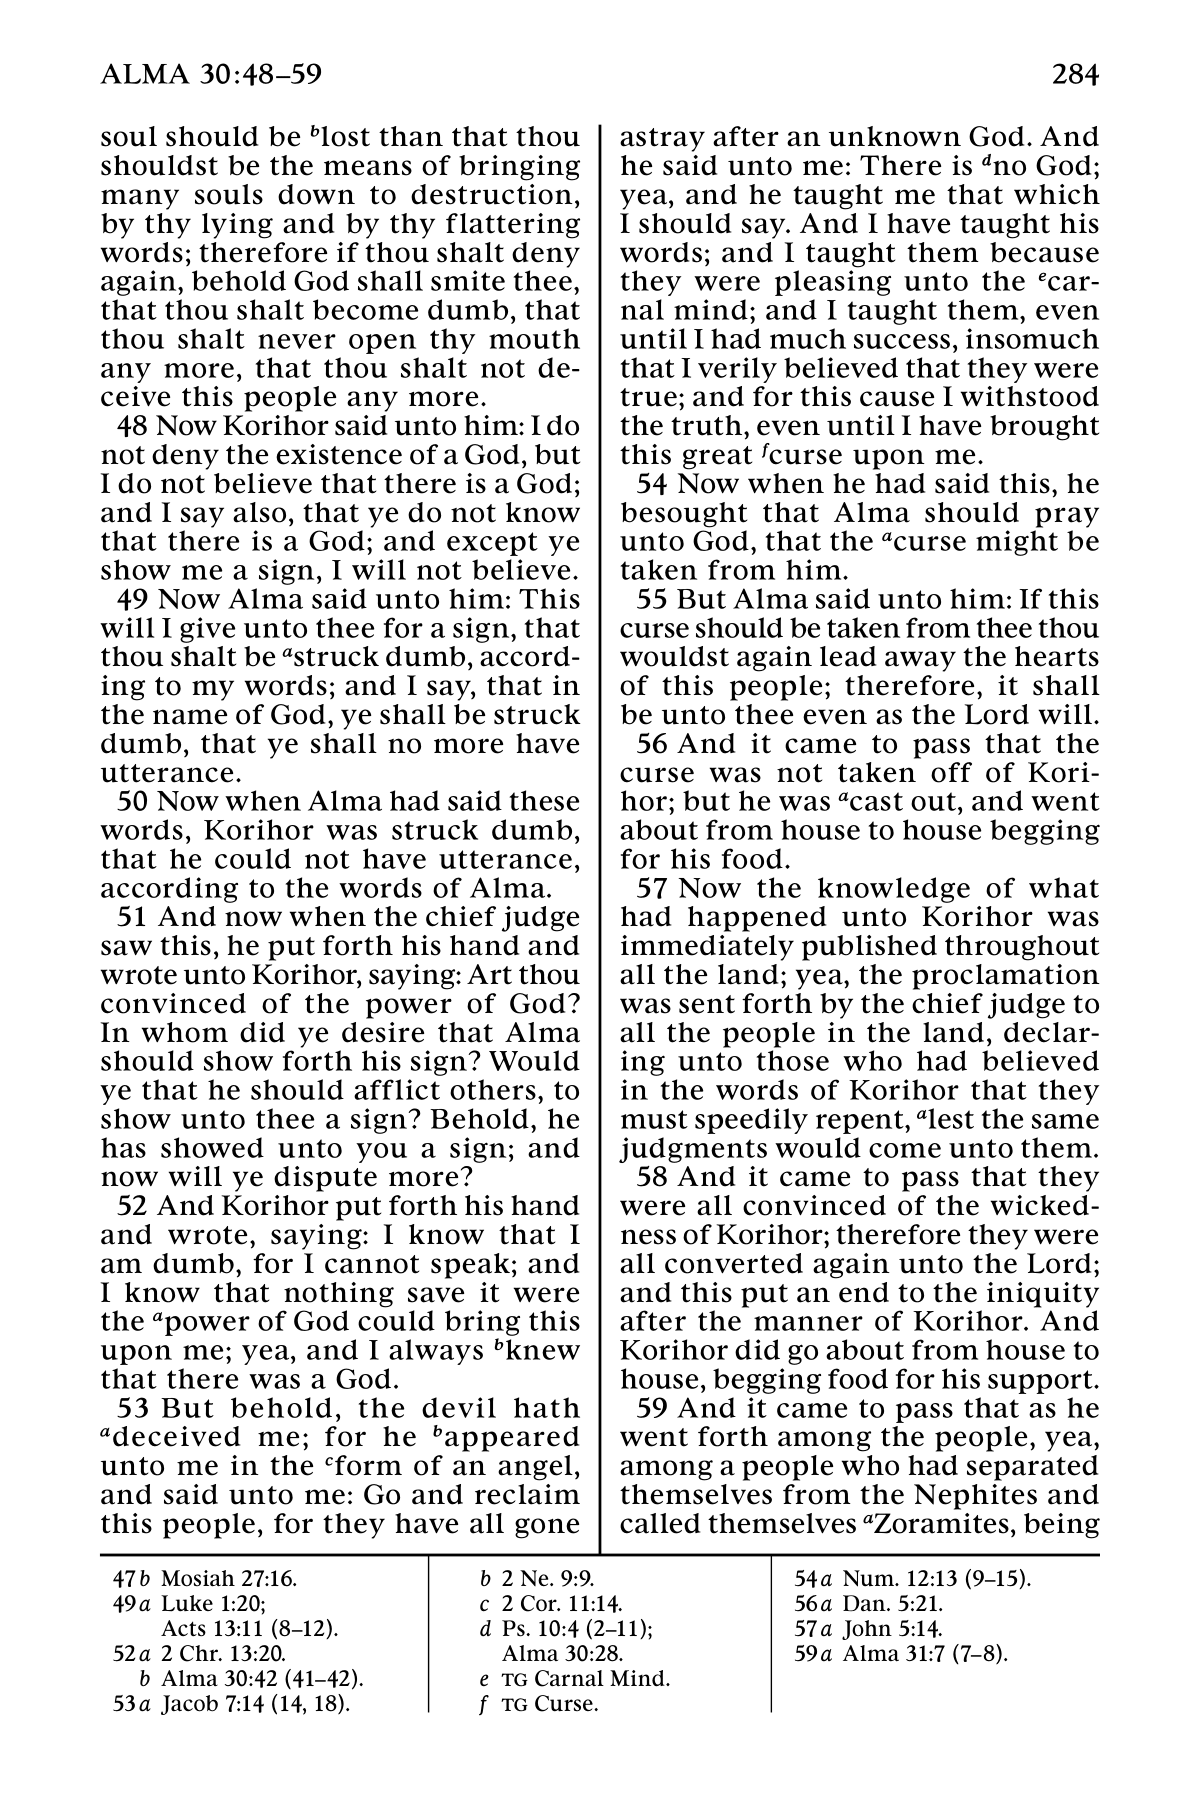 ALMA 30:48–59
284
soul should be ᵇlost than that thou
shouldst be the means of bringing
many souls down to destruction,
by thy lying and by thy flattering
words; therefore if thou shalt deny
again, behold God shall smite thee,
that thou shalt become dumb, that
thou shalt never open thy mouth
any more, that thou shalt not de-
ceive this people any more.
48 Now Korihor said unto him: I do
not deny the existence of a God, but
I do not believe that there is a God;
and I say also, that ye do not know
that there is a God; and except ye
show me a sign, I will not believe.
49 Now Alma said unto him: This
will I give unto thee for a sign, that
thou shalt be ᵃstruck dumb, accord-
ing to my words; and I say, that in
the name of God, ye shall be struck
dumb, that ye shall no more have
utterance.
50 Now when Alma had said these
words, Korihor was struck dumb,
that he could not have utterance,
according to the words of Alma.
51 And now when the chief judge
saw this, he put forth his hand and
wrote unto Korihor, saying: Art thou
convinced of the power of God?
In whom did ye desire that Alma
should show forth his sign? Would
ye that he should afflict others, to
show unto thee a sign? Behold, he
has showed unto you a sign; and
now will ye dispute more?
52 And Korihor put forth his hand
and wrote, saying: I know that I
am dumb, for I cannot speak; and
I know that nothing save it were
the ᵃpower of God could bring this
upon me; yea, and I always ᵇknew
that there was a God.
53 But behold, the devil hath
ᵃdeceived me; for he ᵇappeared
unto me in the ᶜform of an angel,
and said unto me: Go and reclaim
this people, for they have all gone
astray after an unknown God. And
he said unto me: There is ᵈno God;
yea, and he taught me that which
I should say. And I have taught his
words; and I taught them because
they were pleasing unto the ᵉcar-
nal mind; and I taught them, even
until I had much success, insomuch
that I verily believed that they were
true; and for this cause I withstood
the truth, even until I have brought
this great ᶠcurse upon me.
54 Now when he had said this, he
besought that Alma should pray
unto God, that the ᵃcurse might be
taken from him.
55 But Alma said unto him: If this
curse should be taken from thee thou
wouldst again lead away the hearts
of this people; therefore, it shall
be unto thee even as the Lord will.
56 And it came to pass that the
curse was not taken off of Kori-
hor; but he was ᵃcast out, and went
about from house to house begging
for his food.
57 Now the knowledge of what
had happened unto Korihor was
immediately published throughout
all the land; yea, the proclamation
was sent forth by the chief judge to
all the people in the land, declar-
ing unto those who had believed
in the words of Korihor that they
must speedily repent, ᵃlest the same
judgments would come unto them.
58 And it came to pass that they
were all convinced of the wicked-
ness of Korihor; therefore they were
all converted again unto the Lord;
and this put an end to the iniquity
after the manner of Korihor. And
Korihor did go about from house to
house, begging food for his support.
59 And it came to pass that as he
went forth among the people, yea,
among a people who had separated
themselves from the Nephites and
called themselves ᵃZoramites, being
47b Mosiah 27:16.
49a Luke 1:20;
Acts 13:11 (8–12).
52a 2 Chr. 13:20.
b Alma 30:42 (41–42).
53a Jacob 7:14 (14, 18).
b 2 Ne. 9:9.
c 2 Cor. 11:14.
d Ps. 10:4 (2–11);
Alma 30:28.
e TG Carnal Mind.
f TG Curse.
54a Num. 12:13 (9–15).
56a Dan. 5:21.
57a John 5:14.
59a Alma 31:7 (7–8).